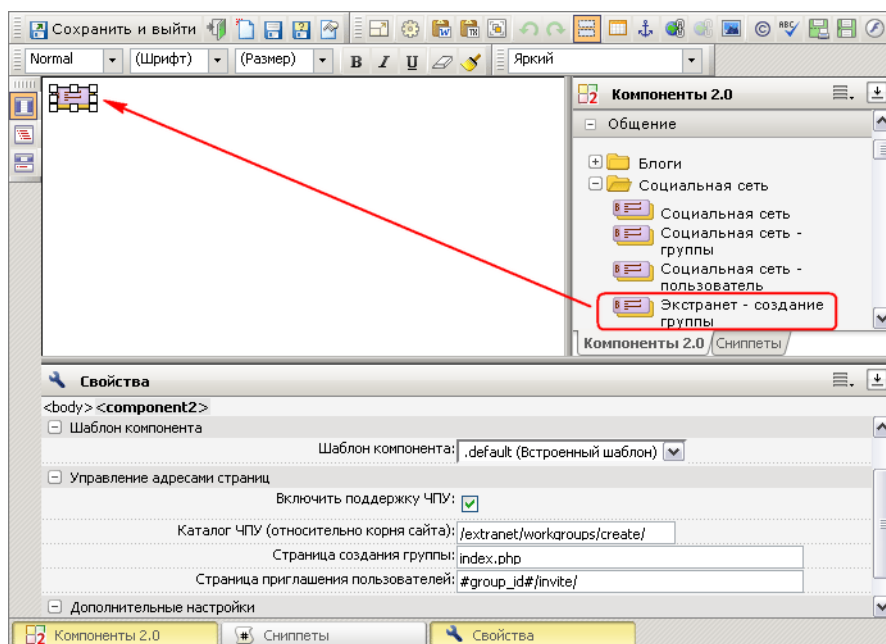 Сохранить и выйти
Normal (Шрифт) (Размер) B I U Яркий
Компоненты 2.0
Общение
Блоги
Социальная сеть
Социальная сеть
Социальная сеть -
группы
Социальная сеть -
пользователь
Экстранет - создание
группы
Компоненты 2.0 Сниппеты
Свойства
<body> <component2>
Шаблон компонента
Шаблон компонента: .default (Встроенный шаблон)
Управление адресами страниц
Включить поддержку ЧПУ:
Каталог ЧПУ (относительно корня сайта): /extranet/workgroups/create/
Страница создания группы: index.php
Страница приглашения пользователей: #group_id#/invite/
Дополнительные настройки
Компоненты 2.0 Сниппеты Свойства